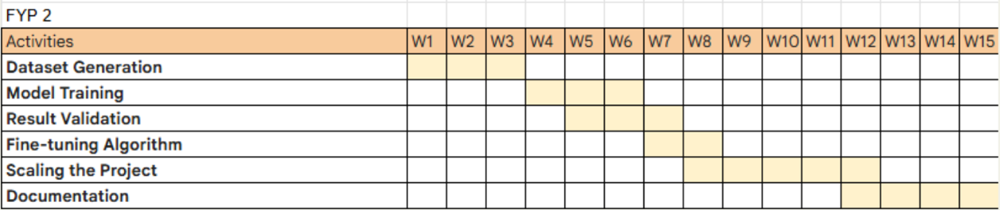 FYP 2
Activities W1 W2 W3 W4 W5 W6 W7 W8 W9 W10 W11 W12 W13 W14 W15
Dataset Generation
Model Training
Result Validation
Fine-tuning Algorithm
Scaling the Project
Documentation